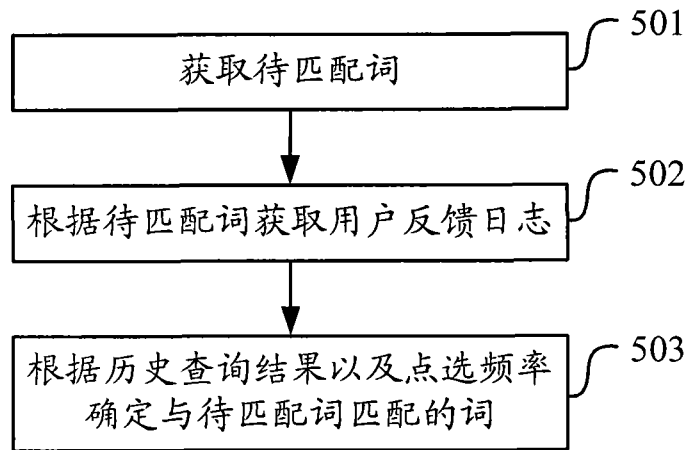 501
获取待匹配词
502
根据待匹配词获取用户反馈日志
503
根据历史查询结果以及点选频率
确定与待匹配词匹配的词